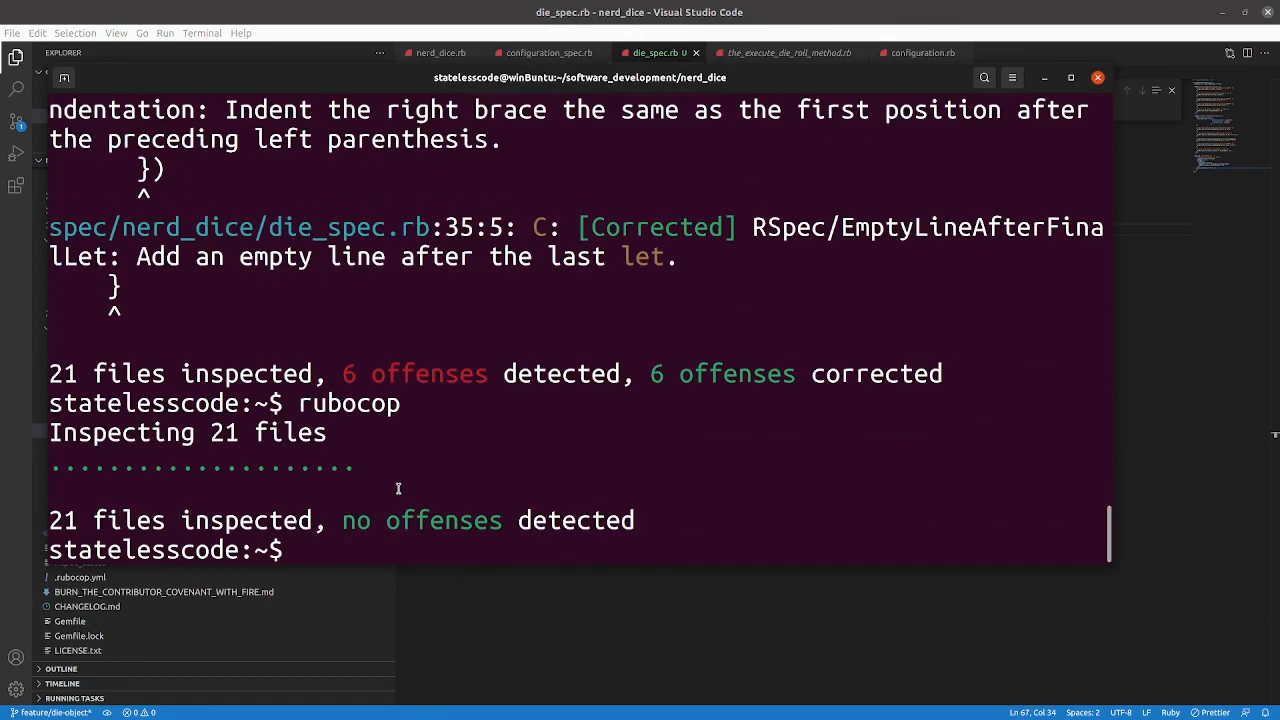 die_spec.rb - nerd_dice - Visual Studio Code
File Edit Selection View Go Run Terminal Help
EXPLORER
nerd_dice.rb
configuration_spec.rb
die_spec.rb U
the_execute_die_roll_method.rb
configuration.rb
statelesscode@winBuntu:~/software_development/nerd_dice
ndentation: Indent the right brace the same as the first position after
the preceding left parenthesis.
})
^
spec/nerd_dice/die_spec.rb:35:5: C: [Corrected] RSpec/EmptyLineAfterFina
lLet: Add an empty line after the last let.
}
^
21 files inspected, 6 offenses detected, 6 offenses corrected
statelesscode:~$ rubocop
Inspecting 21 files
.....................
21 files inspected, no offenses detected
statelesscode:~$
.rubocop.yml
BURN_THE_CONTRIBUTOR_COVENANT_WITH_FIRE.md
CHANGELOG.md
Gemfile
Gemfile.lock
LICENSE.txt
OUTLINE
TIMELINE
RUNNING TASKS
feature/die-object* 0 0 Ln 67, Col 34 Spaces: 2 UTF-8 LF Ruby Prettier